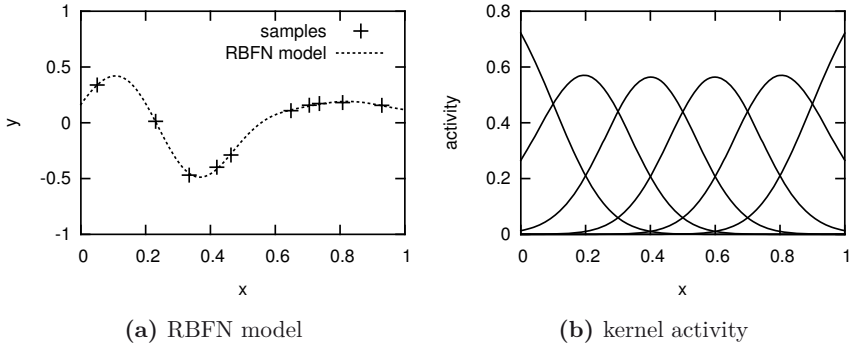 1
0.5
0
-0.5
-1
y
samples
RBFN model
0 0.2 0.4 0.6 0.8 1
x
(a) RBFN model
0.8
0.6
0.4
0.2
0
activity
0 0.2 0.4 0.6 0.8 1
x
(b) kernel activity